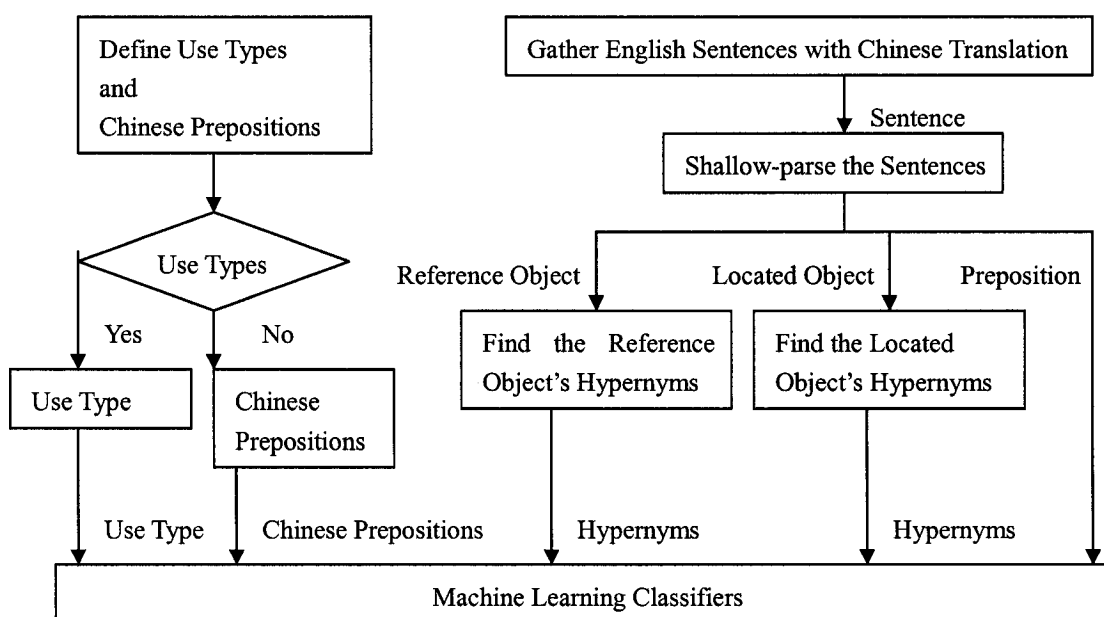 Define Use Types
and
Chinese Prepositions
Gather English Sentences with Chinese Translation
Sentence
Shallow-parse the Sentences
Use Types
Reference Object
Located Object
Preposition
Yes
No
Find the Reference
Object's Hypernyms
Find the Located
Object's Hypernyms
Use Type
Chinese
Prepositions
Use Type
Chinese Prepositions
Hypernyms
Hypernyms
Machine Learning Classifiers